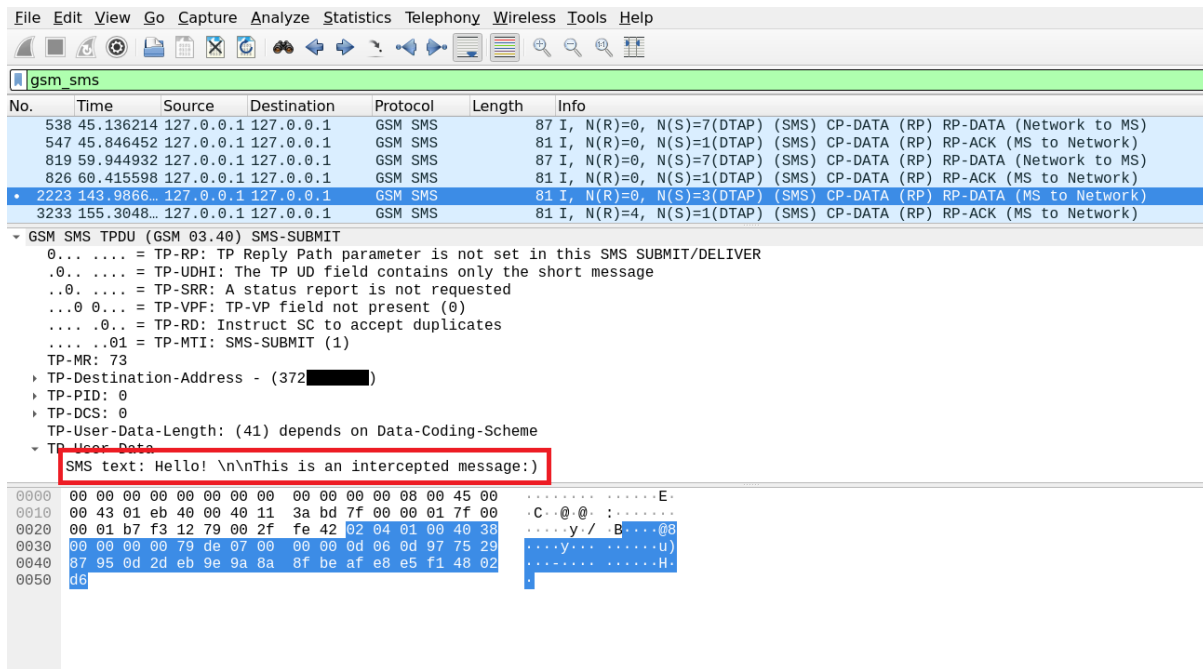 File Edit View Go Capture Analyze Statistics Telephony Wireless Tools Help
gsm_sms
No. Time Source Destination Protocol Length Info
538 45.136214 127.0.0.1 127.0.0.1 GSM SMS 87 I, N(R)=0, N(S)=7(DTAP) (SMS) CP-DATA (RP) RP-DATA (Network to MS)
547 45.846452 127.0.0.1 127.0.0.1 GSM SMS 81 I, N(R)=0, N(S)=1(DTAP) (SMS) CP-DATA (RP) RP-ACK (MS to Network)
819 59.944932 127.0.0.1 127.0.0.1 GSM SMS 87 I, N(R)=0, N(S)=7(DTAP) (SMS) CP-DATA (RP) RP-DATA (Network to MS)
826 60.415598 127.0.0.1 127.0.0.1 GSM SMS 81 I, N(R)=0, N(S)=1(DTAP) (SMS) CP-DATA (RP) RP-ACK (MS to Network)
2223 143.9866… 127.0.0.1 127.0.0.1 GSM SMS 81 I, N(R)=0, N(S)=3(DTAP) (SMS) CP-DATA (RP) RP-DATA (MS to Network)
3233 155.3048… 127.0.0.1 127.0.0.1 GSM SMS 81 I, N(R)=4, N(S)=1(DTAP) (SMS) CP-DATA (RP) RP-ACK (MS to Network)
GSM SMS TPDU (GSM 03.40) SMS-SUBMIT
0... .... = TP-RP: TP Reply Path parameter is not set in this SMS SUBMIT/DELIVER
.0.. .... = TP-UDHI: The TP UD field contains only the short message
..0. .... = TP-SRR: A status report is not requested
...0 0... = TP-VPF: TP-VP field not present (0)
.... .0.. = TP-RD: Instruct SC to accept duplicates
.... ..01 = TP-MTI: SMS-SUBMIT (1)
TP-MR: 73
TP-Destination-Address - (372)
TP-PID: 0
TP-DCS: 0
TP-User-Data-Length: (41) depends on Data-Coding-Scheme
TP-User-Data
SMS text: Hello! \n\nThis is an intercepted message:)
0000 00 00 00 00 00 00 00 00 00 00 00 00 08 00 45 00 ········ ······E·
0010 00 43 01 eb 40 00 40 11 3a bd 7f 00 00 01 7f 00 ·C··@·@· :·······
0020 00 01 b7 f3 12 79 00 2f fe 42 02 04 01 00 40 38 ·····y·/ ·B····@8
0030 00 00 00 00 79 de 07 00 00 00 0d 06 0d 97 75 29 ····y··· ······u)
0040 87 95 0d 2d eb 9e 9a 8a 8f be af e8 e5 f1 48 02 ···-···· ······H·
0050 d6 ·